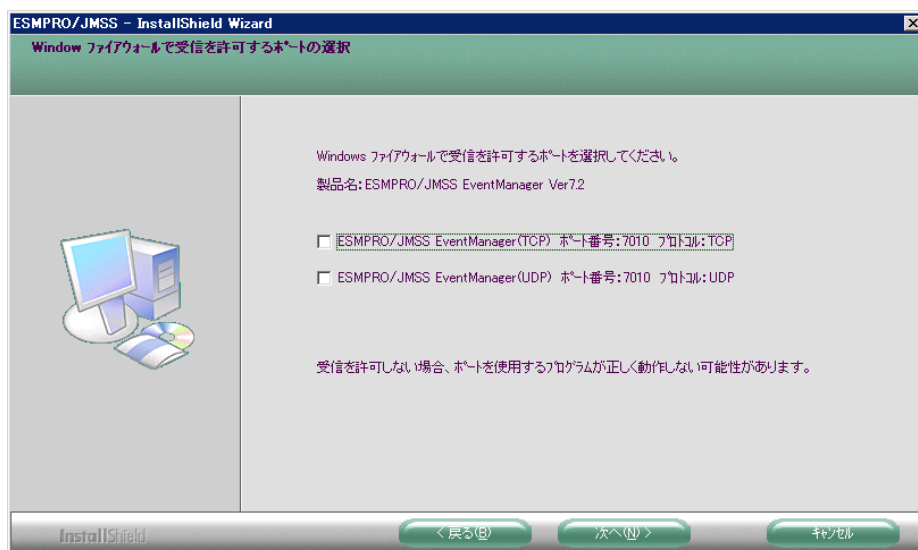 ESMPRO/JMSS - InstallShield Wizard
Window ﾌｧｲｱｳｫｰﾙで受信を許可するﾎﾟｰﾄの選択
Windows ﾌｧｲｱｳｫｰﾙで受信を許可するﾎﾟｰﾄを選択してください。
製品名:ESMPRO/JMSS EventManager Ver7.2
ESMPRO/JMSS EventManager(TCP) ﾎﾟｰﾄ番号:7010 ﾌﾟﾛﾄｺﾙ:TCP
ESMPRO/JMSS EventManager(UDP) ﾎﾟｰﾄ番号:7010 ﾌﾟﾛﾄｺﾙ:UDP
受信を許可しない場合、ﾎﾟｰﾄを使用するﾌﾟﾛｸﾞﾗﾑが正しく動作しない可能性があります。
InstallShield
< 戻る(B)
次へ(N) >
ｷｬﾝｾﾙ